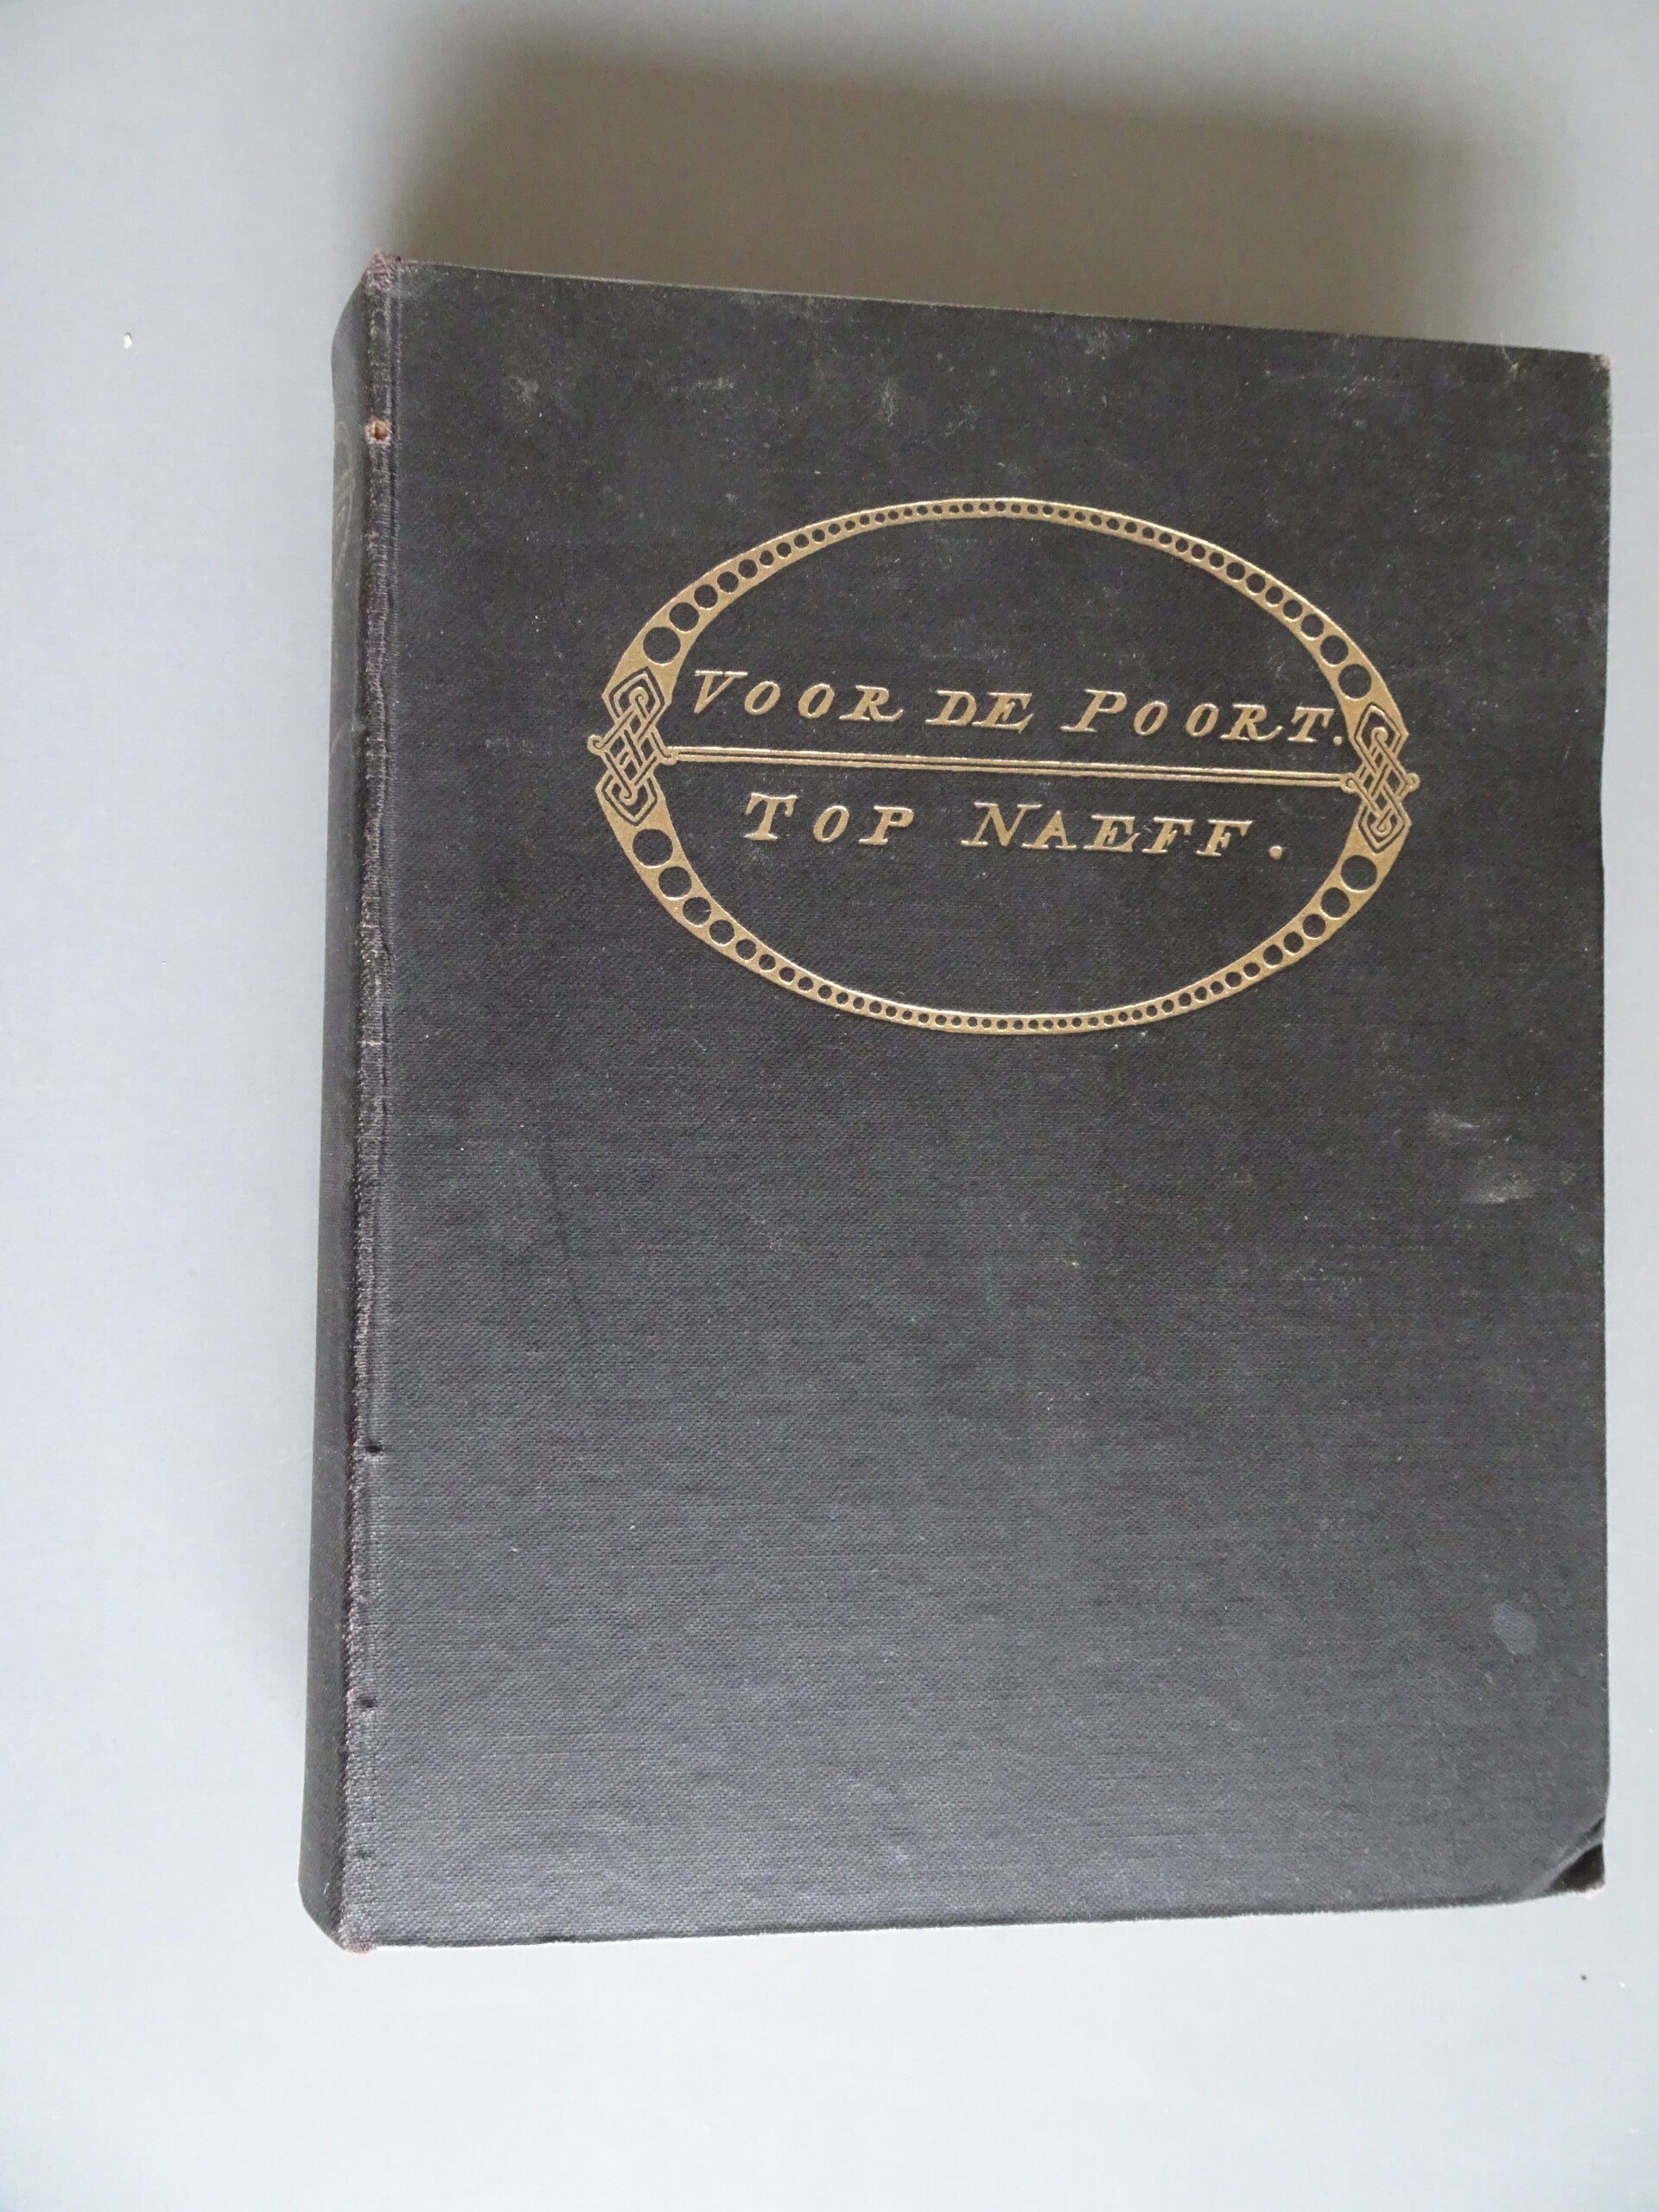 VOOR DE POORT.
TOP NAEFF.